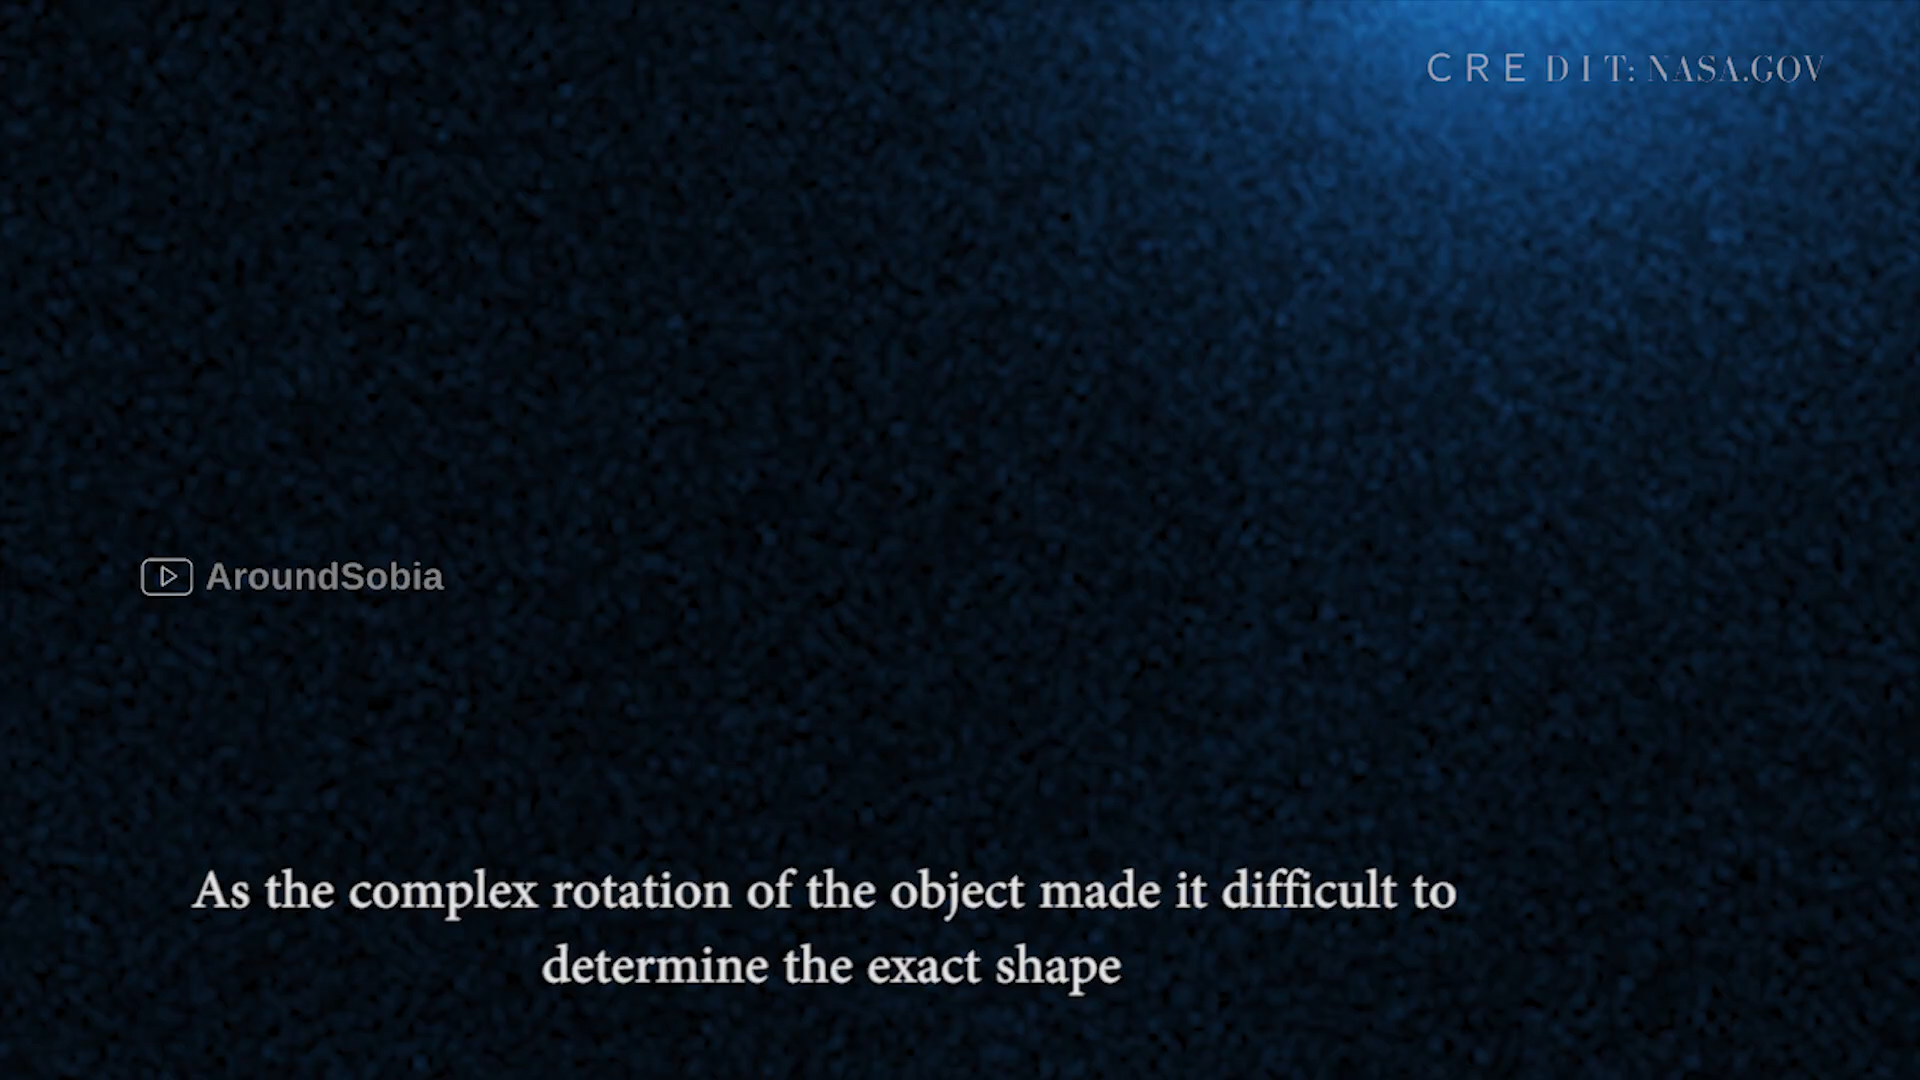 CREDIT: NASA.GOV
AroundSobia
As the complex rotation of the object made it difficult to
determine the exact shape